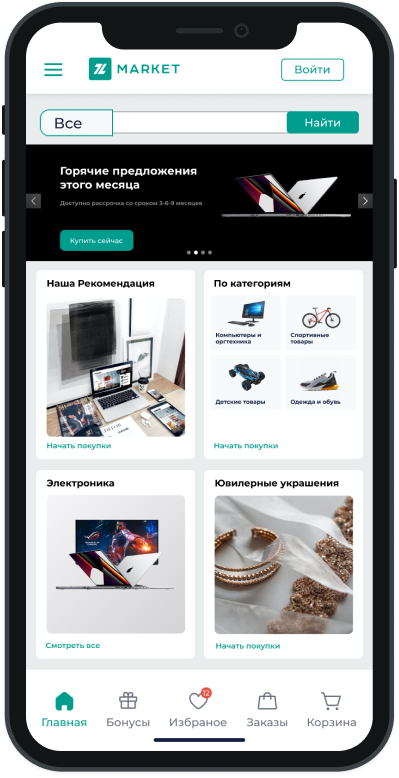 MARKET
Войти
Все
Найти
Горячие предложения
этого месяца
Доступно рассрочка со сроком 3-6-9 месяцев
Купить сейчас
Наша Рекомендация
По категориям
Компьютеры и
оргтехника
Спортивные
товары
Детские товары
Одежда и обувь
Начать покупки
Начать покупки
Электроника
Ювилерные украшения
Смотреть все
Начать покупки
12
Главная
Бонусы
Избраное
Заказы
Корзина